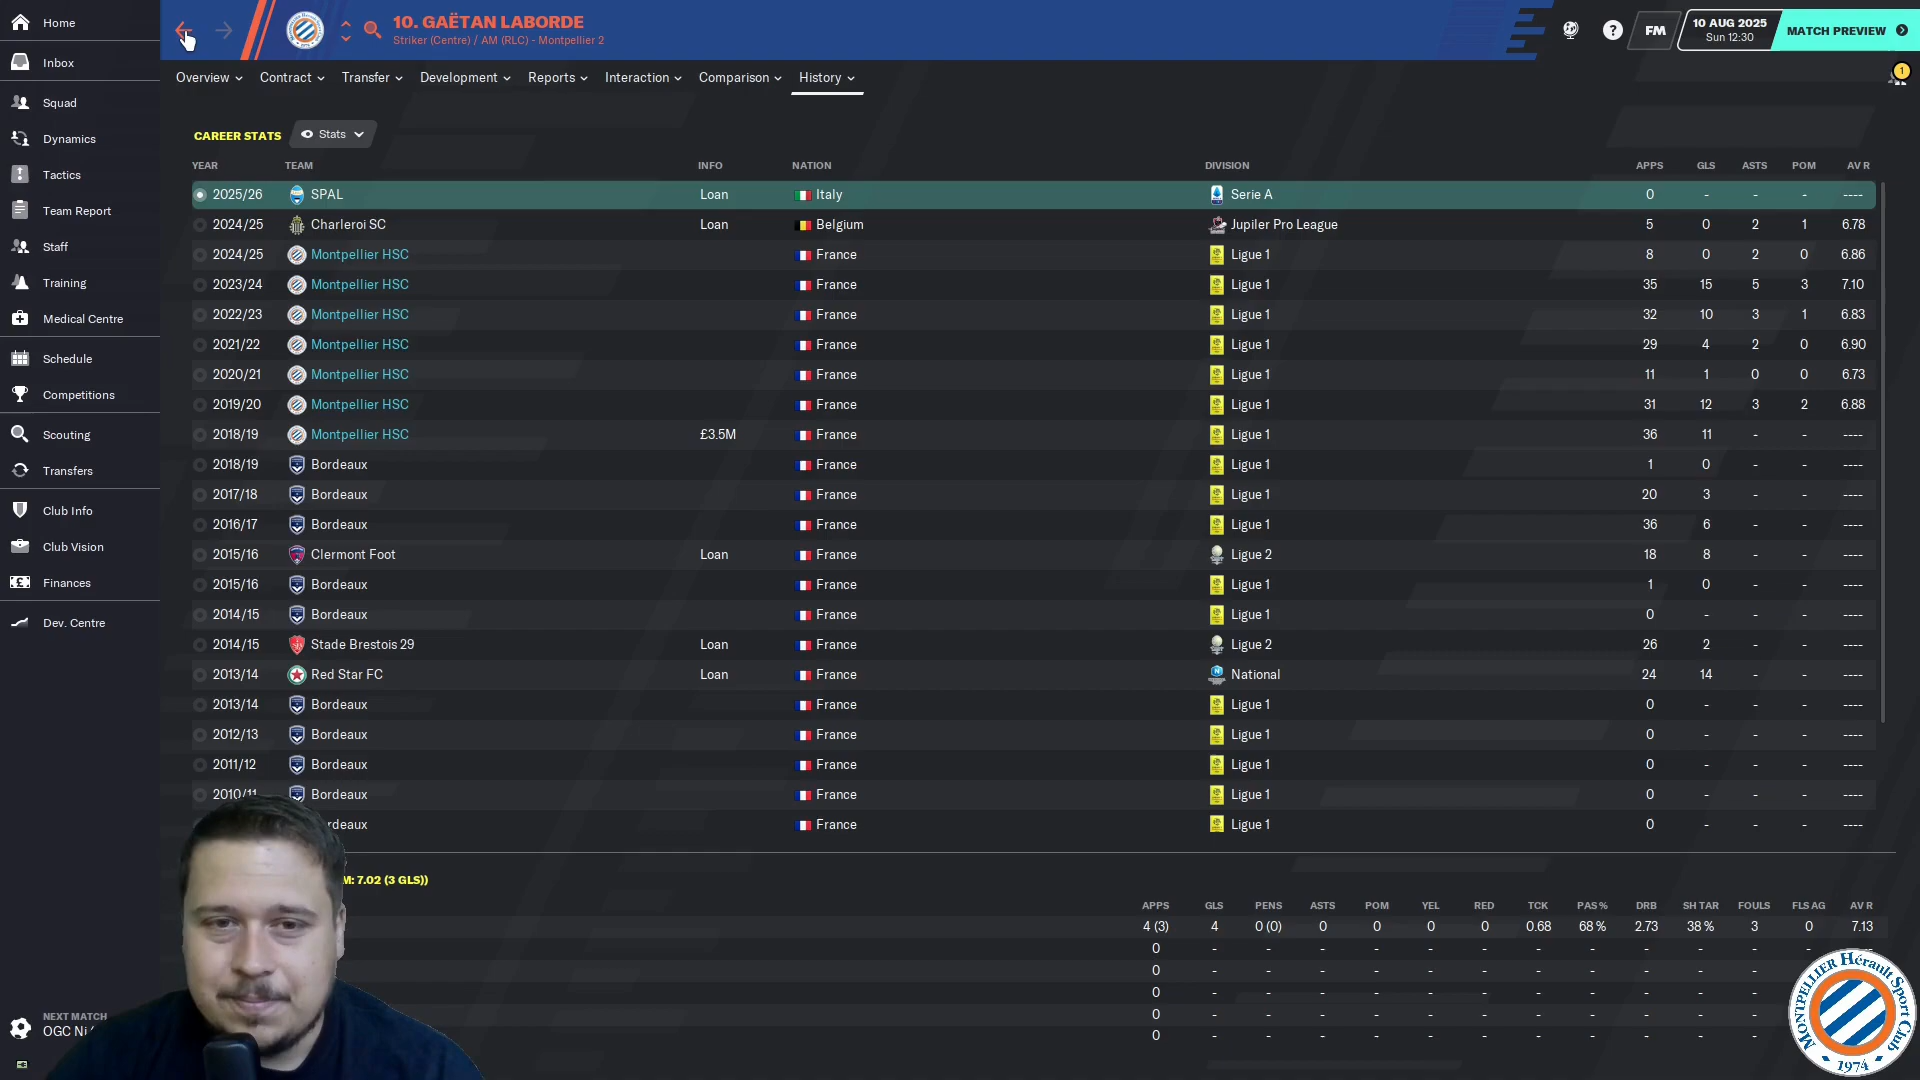 Home
Inbox
Squad
Dynamics
Tactics
Team Report
Staff
Training
Medical Centre
Schedule
Competitions
Scouting
Transfers
Club Info
Club Vision
Finances
Dev. Centre
NEXT MATCH
OGC Ni
10. GAËTAN LABORDE
Striker (Centre) / AM (RLC) - Montpellier 2
? FM 10 AUG 2025 Sun 12:30 MATCH PREVIEW
1
Overview Contract Transfer Development Reports Interaction Comparison History
CAREER STATS Stats
YEAR TEAM INFO NATION DIVISION APPS GLS ASTS POM AV R
2025/26 SPAL Loan Italy Serie A 0 - - - ----
2024/25 Charleroi SC Loan Belgium Jupiler Pro League 5 0 2 1 6.78
2024/25 Montpellier HSC France Ligue 1 8 0 2 0 6.86
2023/24 Montpellier HSC France Ligue 1 35 15 5 3 7.10
2022/23 Montpellier HSC France Ligue 1 32 10 3 1 6.83
2021/22 Montpellier HSC France Ligue 1 29 4 2 0 6.90
2020/21 Montpellier HSC France Ligue 1 11 1 0 0 6.73
2019/20 Montpellier HSC France Ligue 1 31 12 3 2 6.88
2018/19 Montpellier HSC £3.5M France Ligue 1 36 11 - - ----
2018/19 Bordeaux France Ligue 1 1 0 - - ----
2017/18 Bordeaux France Ligue 1 20 3 - - ----
2016/17 Bordeaux France Ligue 1 36 6 - - ----
2015/16 Clermont Foot Loan France Ligue 2 18 8 - - ----
2015/16 Bordeaux France Ligue 1 1 0 - - ----
2014/15 Bordeaux France Ligue 1 0 - - - ----
2014/15 Stade Brestois 29 Loan France Ligue 2 26 2 - - ----
2013/14 Red Star FC Loan France National 24 14 - - ----
2013/14 Bordeaux France Ligue 1 0 - - - ----
2012/13 Bordeaux France Ligue 1 0 - - - ----
2011/12 Bordeaux France Ligue 1 0 - - - ----
2010/11 Bordeaux France Ligue 1 0 - - - ----
rdeaux France Ligue 1 0 - - - ----
M: 7.02 (3 GLS))
APPS GLS PENS ASTS POM YEL RED TCK PAS % DRB SH TAR FOULS FLS AG AV R
4 (3) 4 0 (0) 0 0 0 0 0.68 68 % 2.73 38 % 3 0 7.13
0 - - - - - - - - - - - -
0 - - - - - - - - - - -
0 - - - - - - - - - - -
0 - - - - - - - - - - -
0 - - - - - - - - - - -
MONTPELLIER Hérault Sport Club
1974